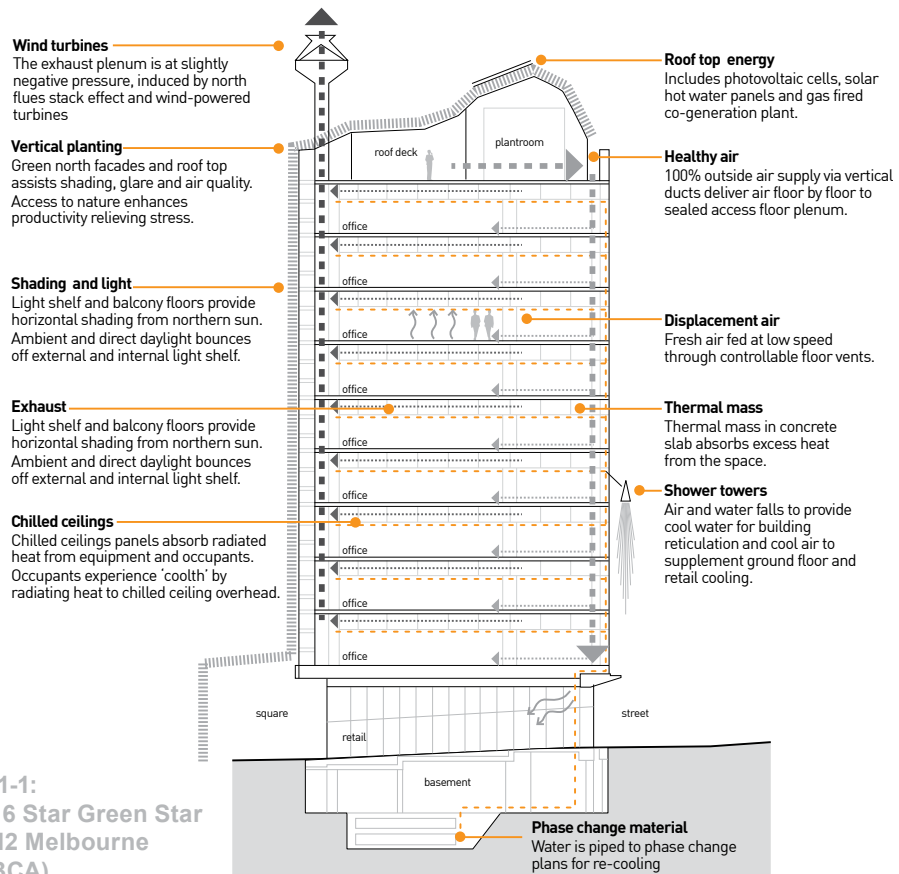 Wind turbines
The exhaust plenum is at slightly
negative pressure, induced by north
flues stack effect and wind-powered
turbines
Vertical planting
Green north facades and roof top
assists shading, glare and air quality.
Access to nature enhances
productivity relieving stress.
Shading and light
Light shelf and balcony floors provide
horizontal shading from northern sun.
Ambient and direct daylight bounces
off external and internal light shelf.
Exhaust
Light shelf and balcony floors provide
horizontal shading from northern sun.
Ambient and direct daylight bounces
off external and internal light shelf.
Chilled ceilings
Chilled ceilings panels absorb radiated
heat from equipment and occupants.
Occupants experience ‘coolth’ by
radiating heat to chilled ceiling overhead.
roof deck
plantroom
office
office
office
office
office
office
office
office
office
square
street
retail
basement
Roof top energy
Includes photovoltaic cells, solar
hot water panels and gas fired
co-generation plant.
Healthy air
100% outside air supply via vertical
ducts deliver air floor by floor to
sealed access floor plenum.
Displacement air
Fresh air fed at low speed
through controllable floor vents.
Thermal mass
Thermal mass in concrete
slab absorbs excess heat
from the space.
Shower towers
Air and water falls to provide
cool water for building
reticulation and cool air to
supplement ground floor and
retail cooling.
Phase change material
Water is piped to phase change
plans for re-cooling
1-1:
6 Star Green Star
Melbourne